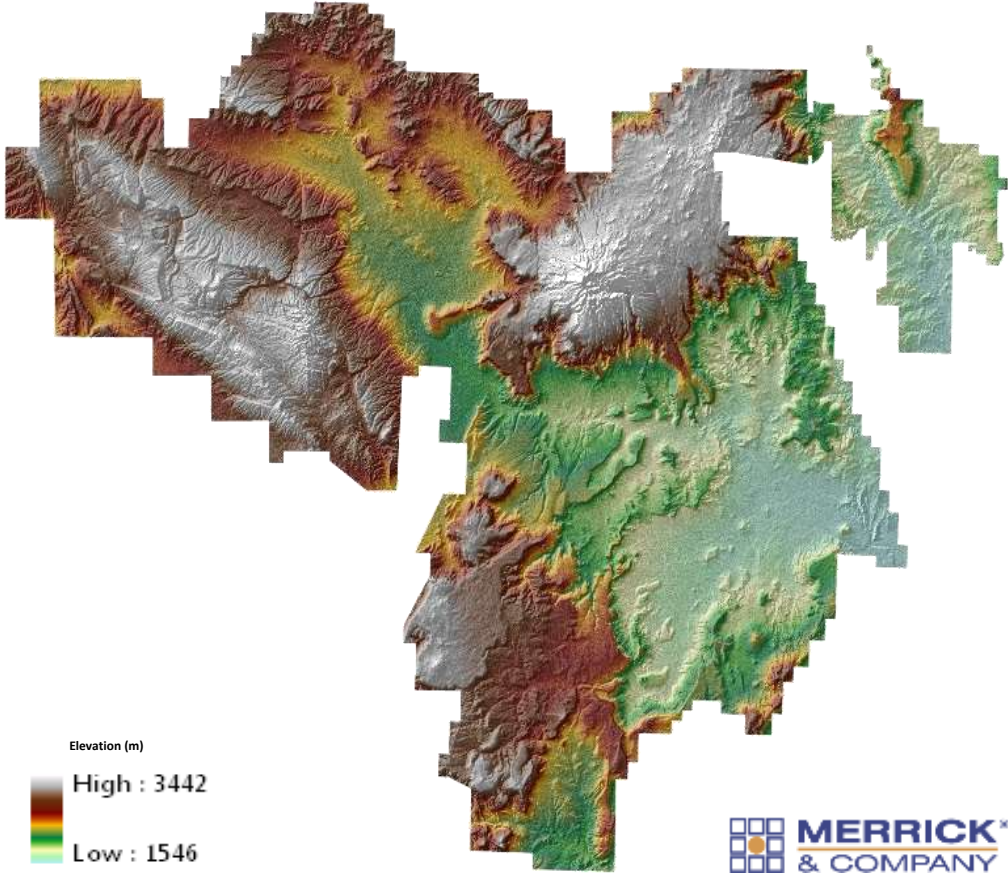 Elevation (m)
High : 3442
Low : 1546
MERRICK®
& COMPANY